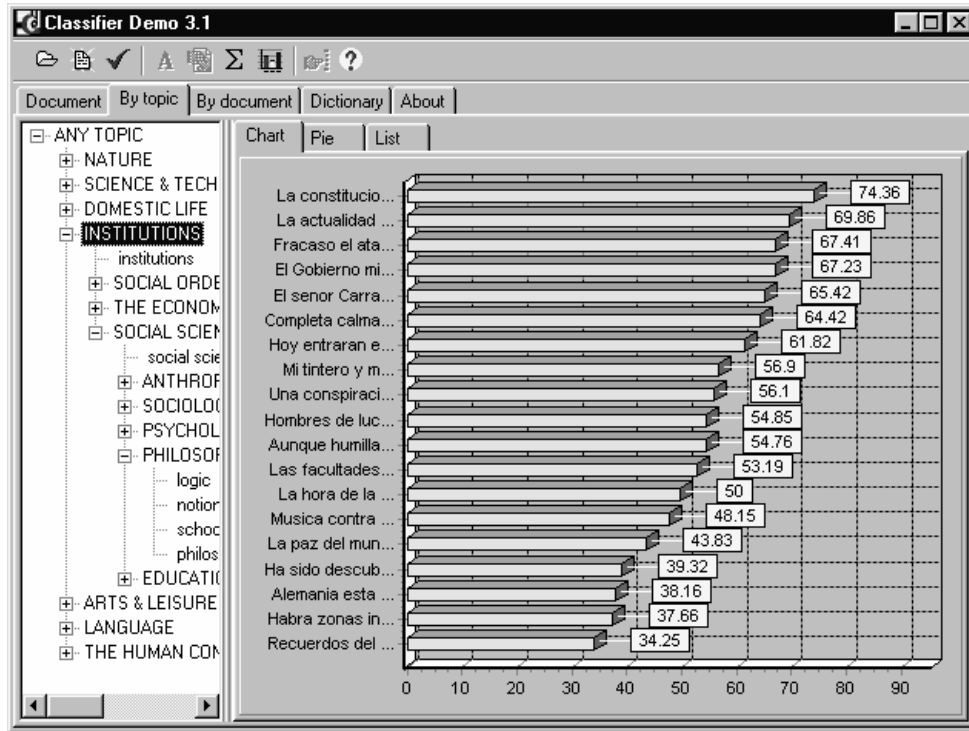 Classifier Demo 3.1
Document By topic By document Dictionary About
ANY TOPIC
NATURE
SCIENCE & TECH
DOMESTIC LIFE
INSTITUTIONS
institutions
SOCIAL ORDE
THE ECONOM
SOCIAL SCIEN
social scie
ANTHROP
SOCIOLOG
PSYCHOL
PHILOSOF
logic
notion
schoo
philos
EDUCATIO
ARTS & LEISURE
LANGUAGE
THE HUMAN CON
Chart Pie List
La constitucio... 74.36
La actualidad ... 69.86
Fracaso el ata... 67.41
El Gobierno mi... 67.23
El senor Carra... 65.42
Completa calma... 64.42
Hoy entraran e... 61.82
Mi tintero y m... 56.9
Una conspiraci... 56.1
Hombres de luc... 54.85
Aunque humilla... 54.76
Las facultades... 53.19
La hora de la ... 50
Musica contra ... 48.15
La paz del mun... 43.83
Ha sido descub... 39.32
Alemania esta ... 38.16
Habra zonas in... 37.66
Recuerdos del ... 34.25
0 10 20 30 40 50 60 70 80 90